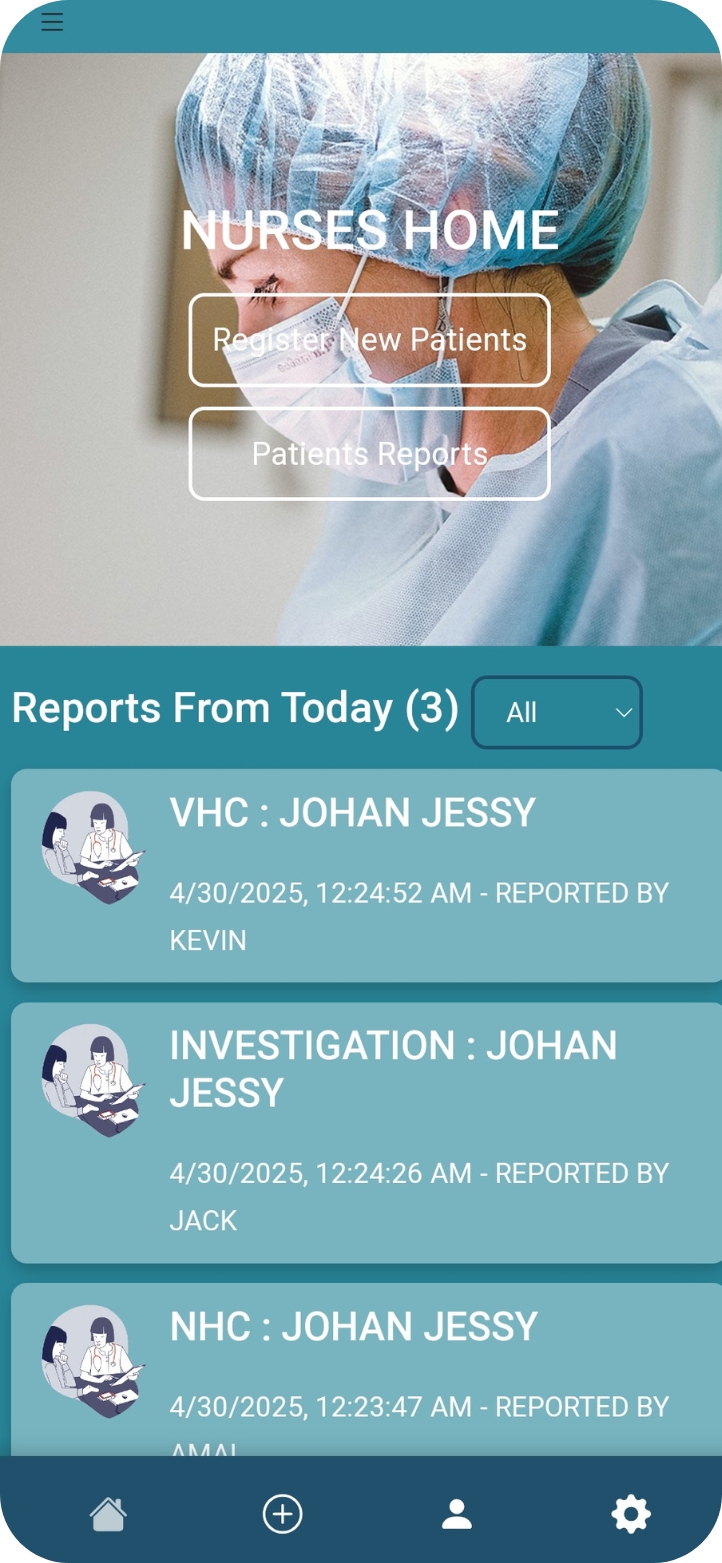 NURSES HOME
Register New Patients
Patients Reports
Reports From Today (3)
All
VHC : JOHAN JESSY
4/30/2025, 12:24:52 AM - REPORTED BY
KEVIN
INVESTIGATION : JOHAN
JESSY
4/30/2025, 12:24:26 AM - REPORTED BY
JACK
NHC : JOHAN JESSY
4/30/2025, 12:23:47 AM - REPORTED BY